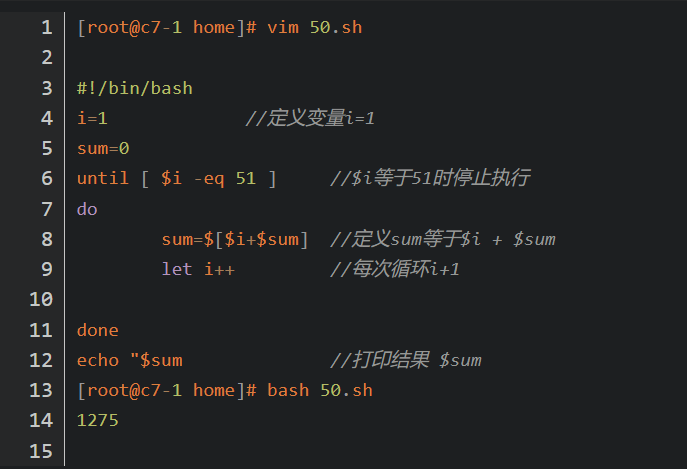 1 [root@c7-1 home]# vim 50.sh
2
3 #!/bin/bash
4 i=1             //定义变量i=1
5 sum=0
6 until [ $i -eq 51 ]     //$i等于51时停止执行
7 do
8         sum=$[$i+$sum]  //定义sum等于$i + $sum
9         let i++         //每次循环i+1
10
11 done
12 echo "$sum              //打印结果 $sum
13 [root@c7-1 home]# bash 50.sh
14 1275
15